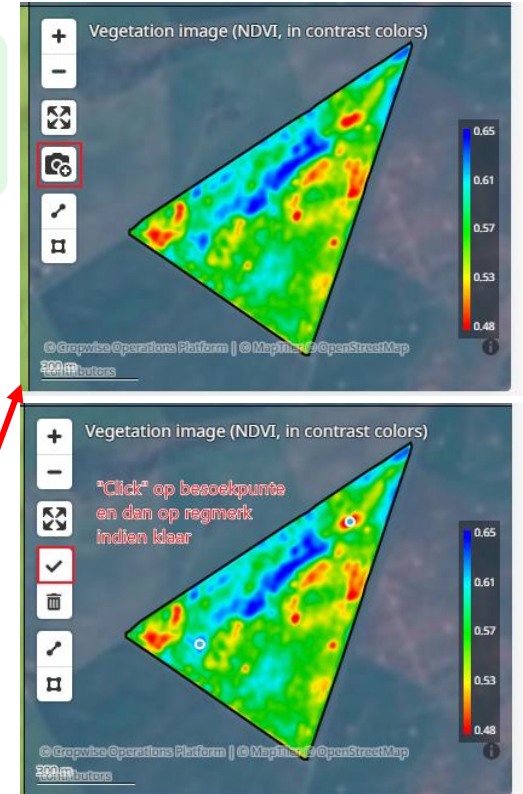 +
Vegetation image (NDVI, in contrast colors)
−
0.65
0.61
0.57
0.53
0.48
© Cropwise Operations Platform | © MapTiler © OpenStreetMap
contributors
300 m
+
Vegetation image (NDVI, in contrast colors)
−
"Click" op besoekpunte
en dan op regmerk
indien klaar
0.65
0.61
0.57
0.53
0.48
© Cropwise Operations Platform | © MapTiler © OpenStreetMap
contributors
300 m